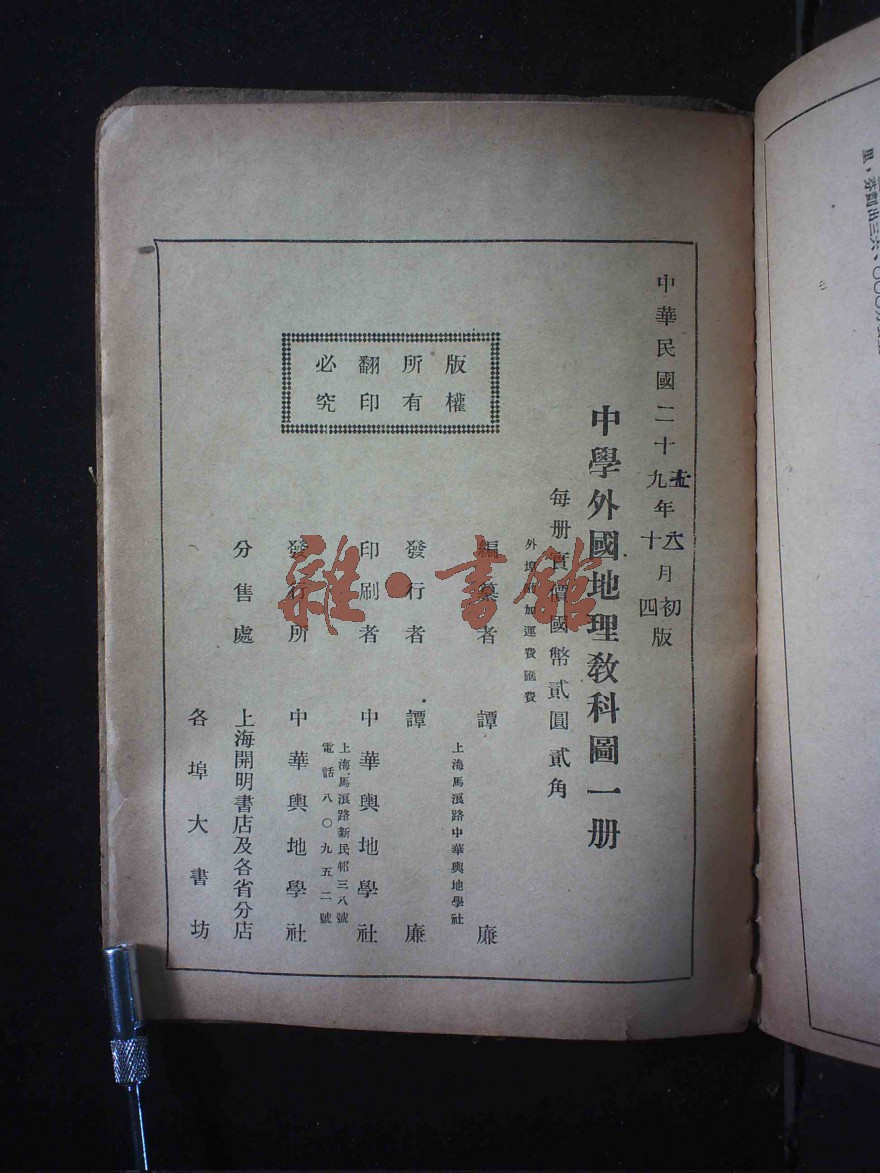 中華民國二十
九年十月四版
年六月初版
中學外國地理教科圖一册
每册實價國幣貳圓貳角
外埠酌加運費匯費
版權
所有
翻印
必究
編纂者 譚廉
上海馬浪路中華輿地學社
發行者 譚廉
印刷者 中華輿地學社
上海馬浪路新民邨三八號
電話八〇九五二號
發行所 中華輿地學社
分售處 上海開明書店及各省分店
各埠大書坊
雜·書館